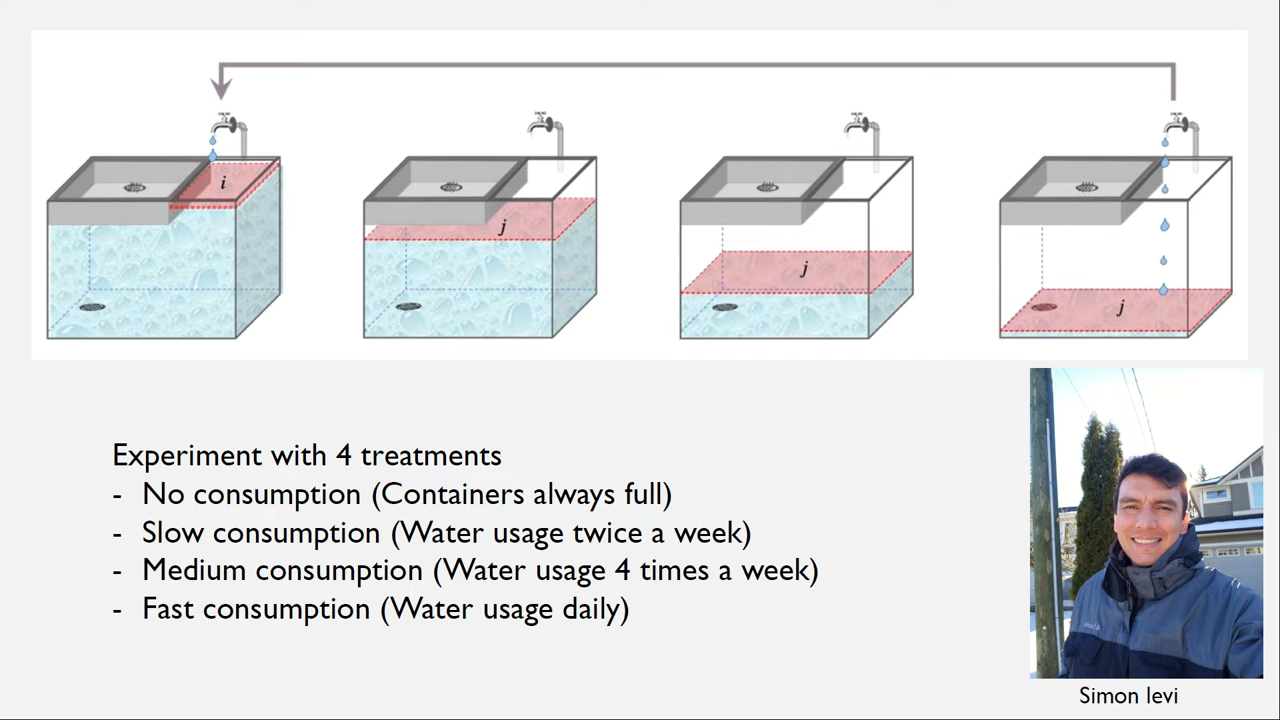 i
j
j
j
Experiment with 4 treatments
- No consumption (Containers always full)
- Slow consumption (Water usage twice a week)
- Medium consumption (Water usage 4 times a week)
- Fast consumption (Water usage daily)
Simon levi